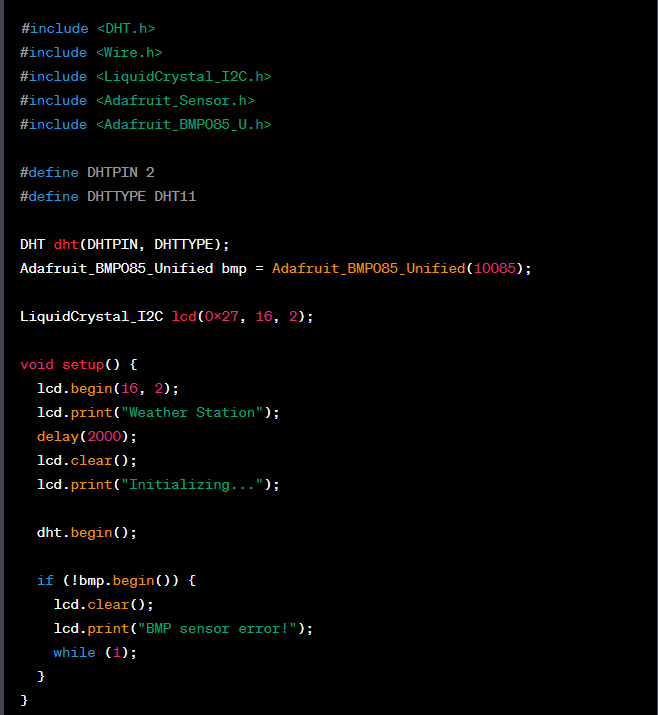 #include <DHT.h>
#include <Wire.h>
#include <LiquidCrystal_I2C.h>
#include <Adafruit_Sensor.h>
#include <Adafruit_BMP085_U.h>
#define DHTPIN 2
#define DHTTYPE DHT11
DHT dht(DHTPIN, DHTTYPE);
Adafruit_BMP085_Unified bmp = Adafruit_BMP085_Unified(10085);
LiquidCrystal_I2C lcd(0x27, 16, 2);
void setup() {
lcd.begin(16, 2);
lcd.print("Weather Station");
delay(2000);
lcd.clear();
lcd.print("Initializing...");
dht.begin();
if (!bmp.begin()) {
lcd.clear();
lcd.print("BMP sensor error!");
while (1);
}
}